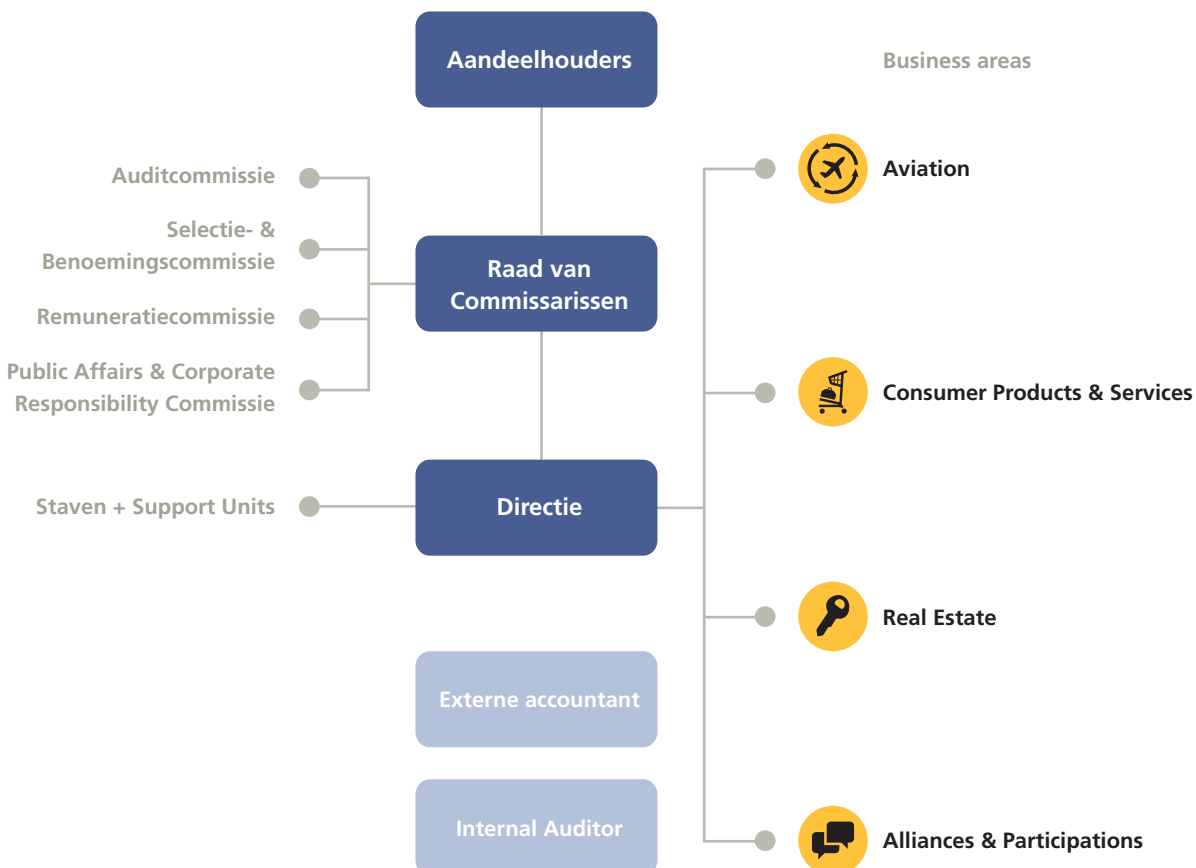 Aandeelhouders
Business areas
Auditcommissie
Selectie- &
Benoemingscommissie
Remuneratiecommissie
Public Affairs & Corporate
Responsibility Commissie
Raad van
Commissarissen
Staven + Support Units
Directie
Externe accountant
Internal Auditor
Aviation
Consumer Products & Services
Real Estate
Alliances & Participations